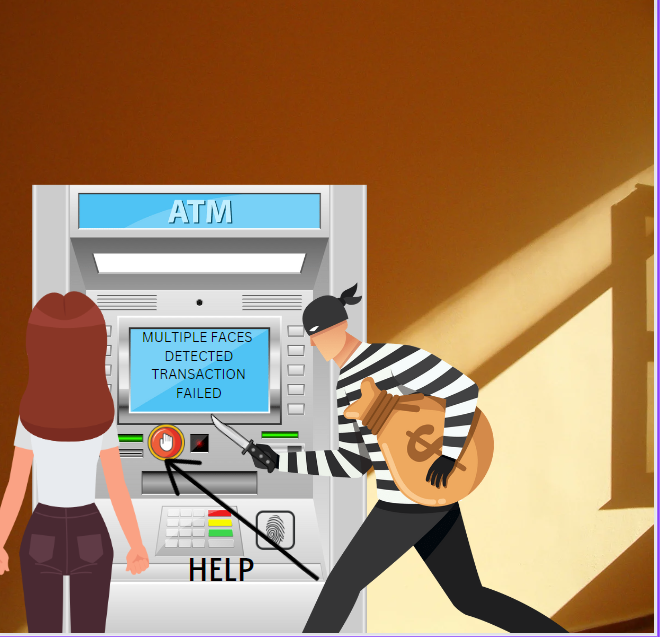 ATM
MULTIPLE FACES
DETECTED
TRANSACTION
FAILED
$
HELP